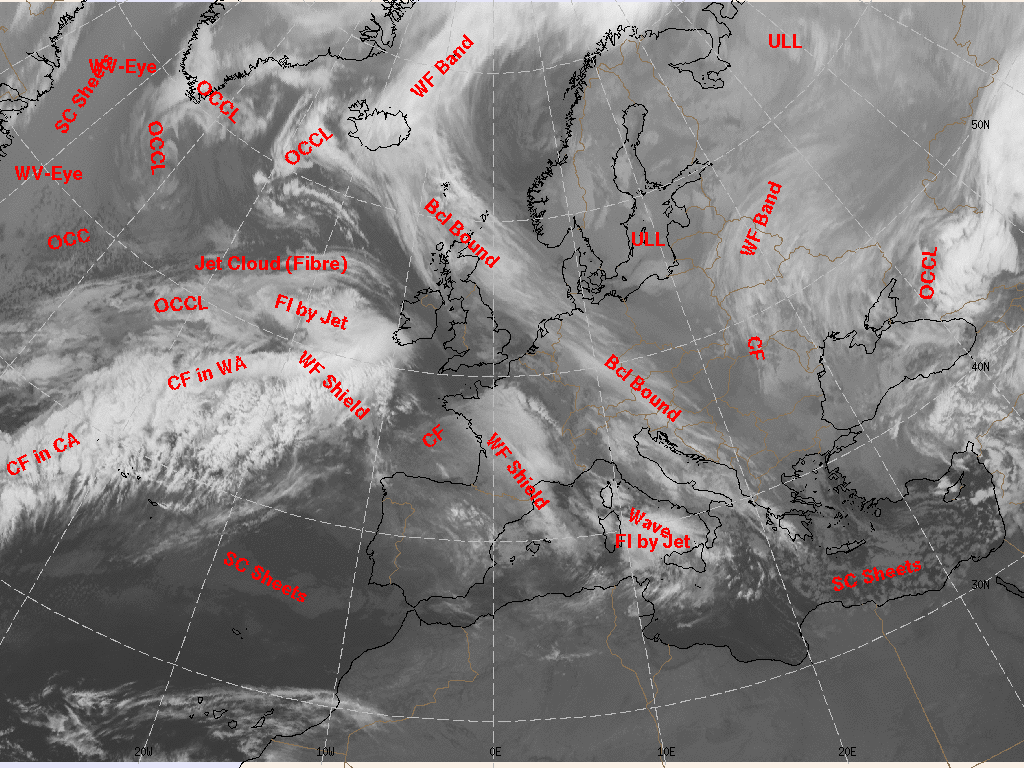 ULL
WF Band
WV-Eye
SC Sheets
OCCL
50N
OCCL
OCCL
WV-Eye
WF Band
Bcl Bound
OCC
ULL
Jet Cloud (Fibre)
OCCL
OCCL
FI by Jet
CF
CF in WA
WF Shield
40N
Bcl Bound
CF
CF in CA
WF Shield
Wave
FI by Jet
SC Sheets
SC Sheets
30N
20W
10W
0E
10E
20E